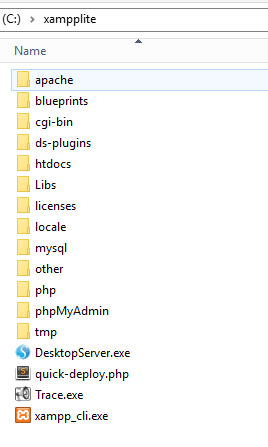 (C:) › xampplite
Name
apache
blueprints
cgi-bin
ds-plugins
htdocs
Libs
licenses
locale
mysql
other
php
phpMyAdmin
tmp
DesktopServer.exe
quick-deploy.php
Trace.exe
xampp_cli.exe